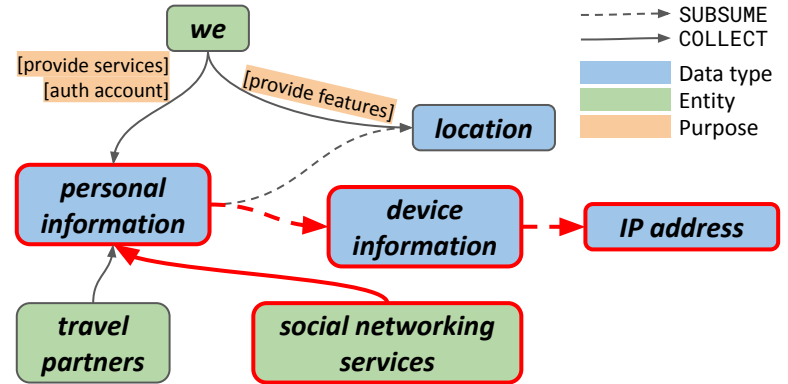 we
SUBSUME
COLLECT
[provide services]
[auth account]
[provide features]
Data type
Entity
Purpose
location
personal
information
device
information
IP address
travel
partners
social networking
services